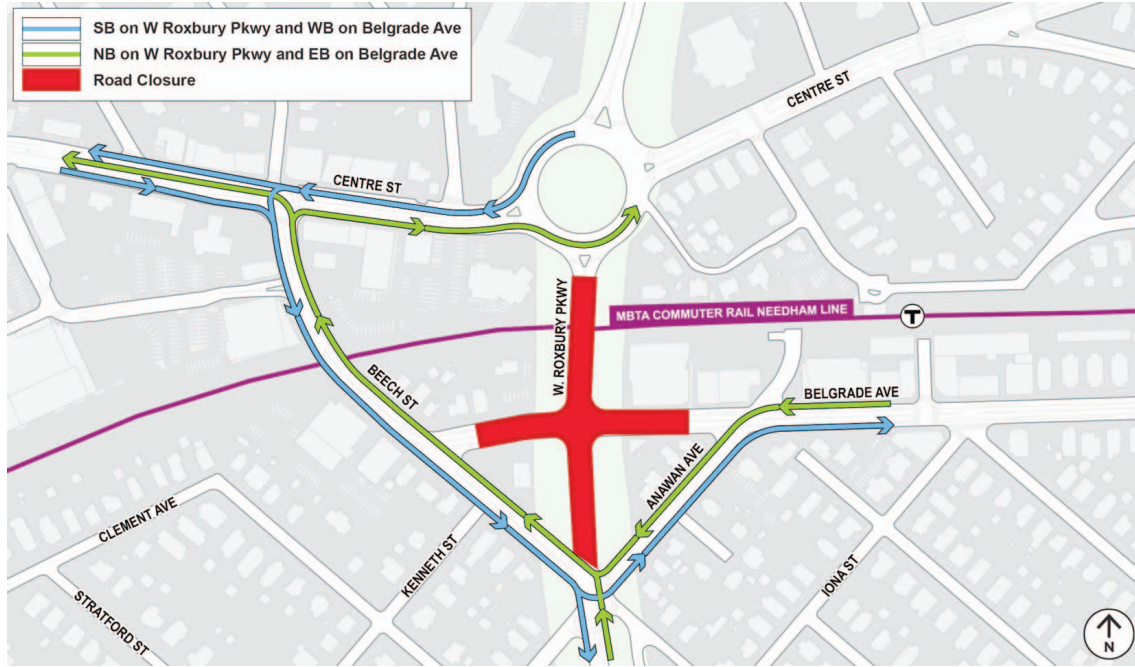 SB on W Roxbury Pkwy and WB on Belgrade Ave
NB on W Roxbury Pkwy and EB on Belgrade Ave
Road Closure
CENTRE ST
CENTRE ST
W. ROXBURY PKWY
MBTA COMMUTER RAIL NEEDHAM LINE
T
BEECH ST
BELGRADE AVE
ANAWAN AVE
CLEMENT AVE
KENNETH ST
IONA ST
STRATFORD ST
N